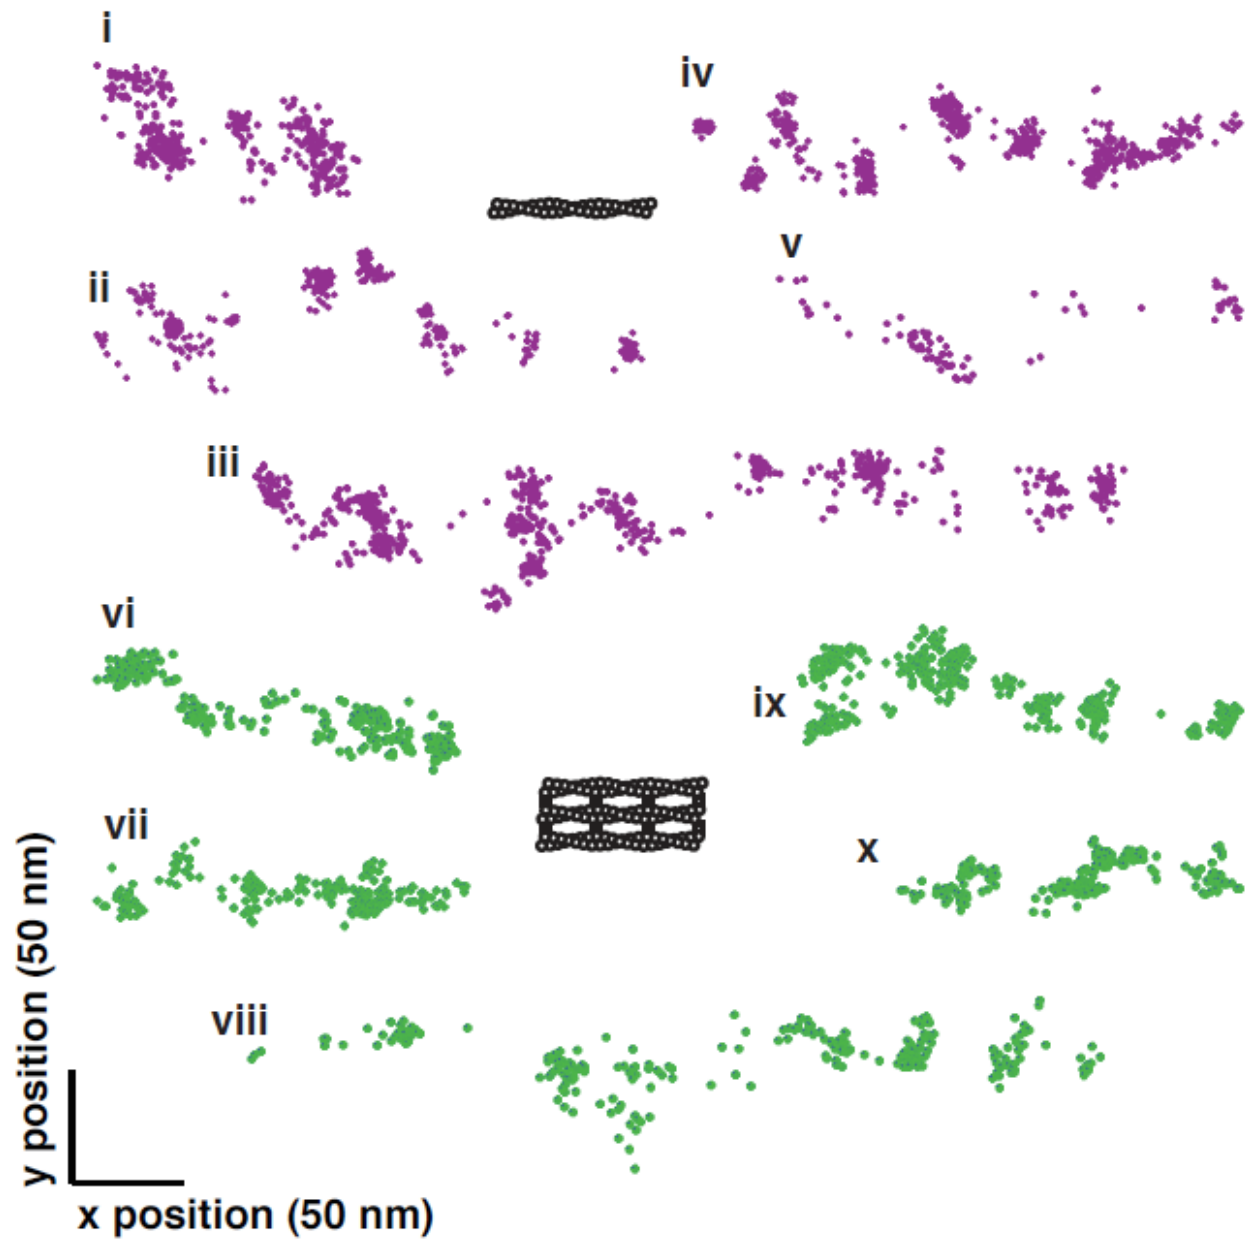 i
iv
v
ii
iii
vi
ix
vii
x
viii
y position (50 nm)
x position (50 nm)